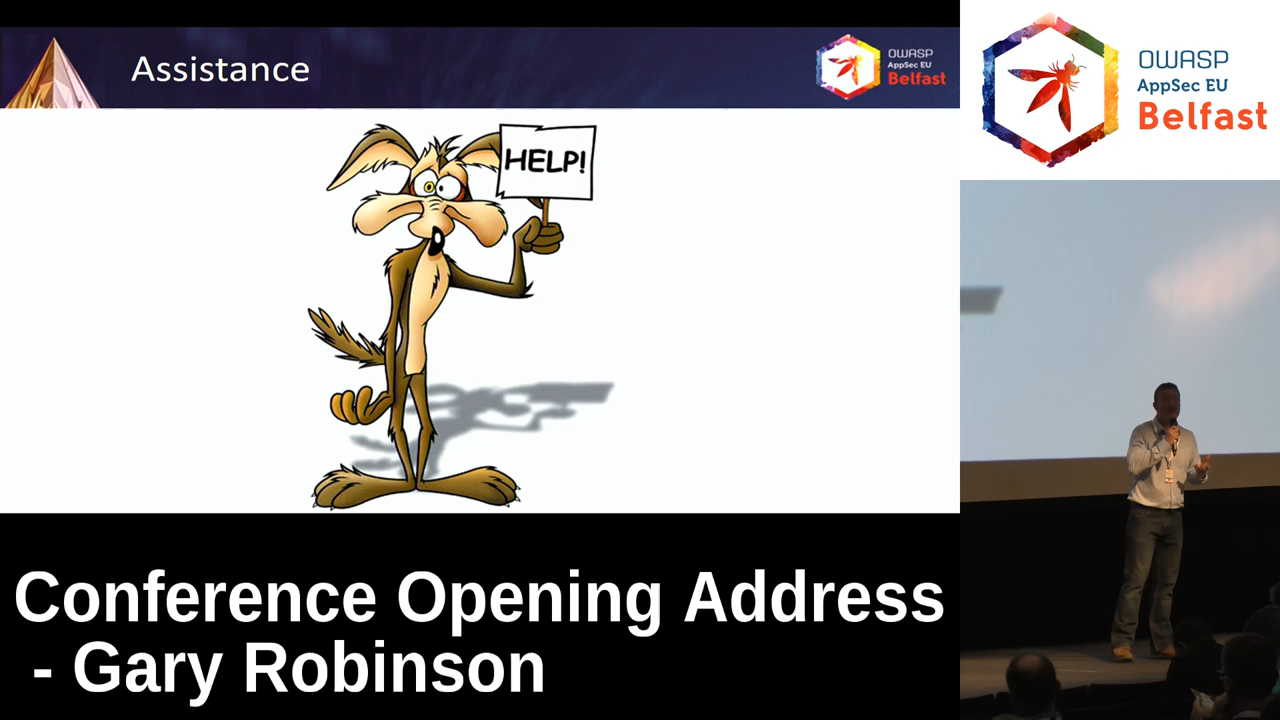 Assistance
OWASP
AppSec EU
Belfast
HELP!
OWASP
AppSec EU
Belfast
Conference Opening Address
- Gary Robinson